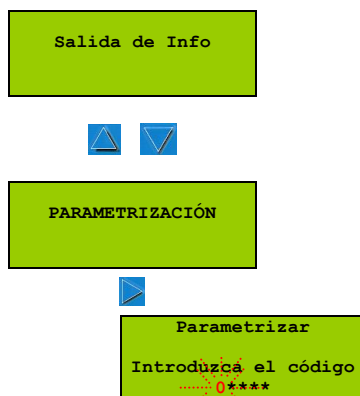 Salida de Info
PARAMETRIZACIÓN
Parametrizar
Introduzca el código
0****